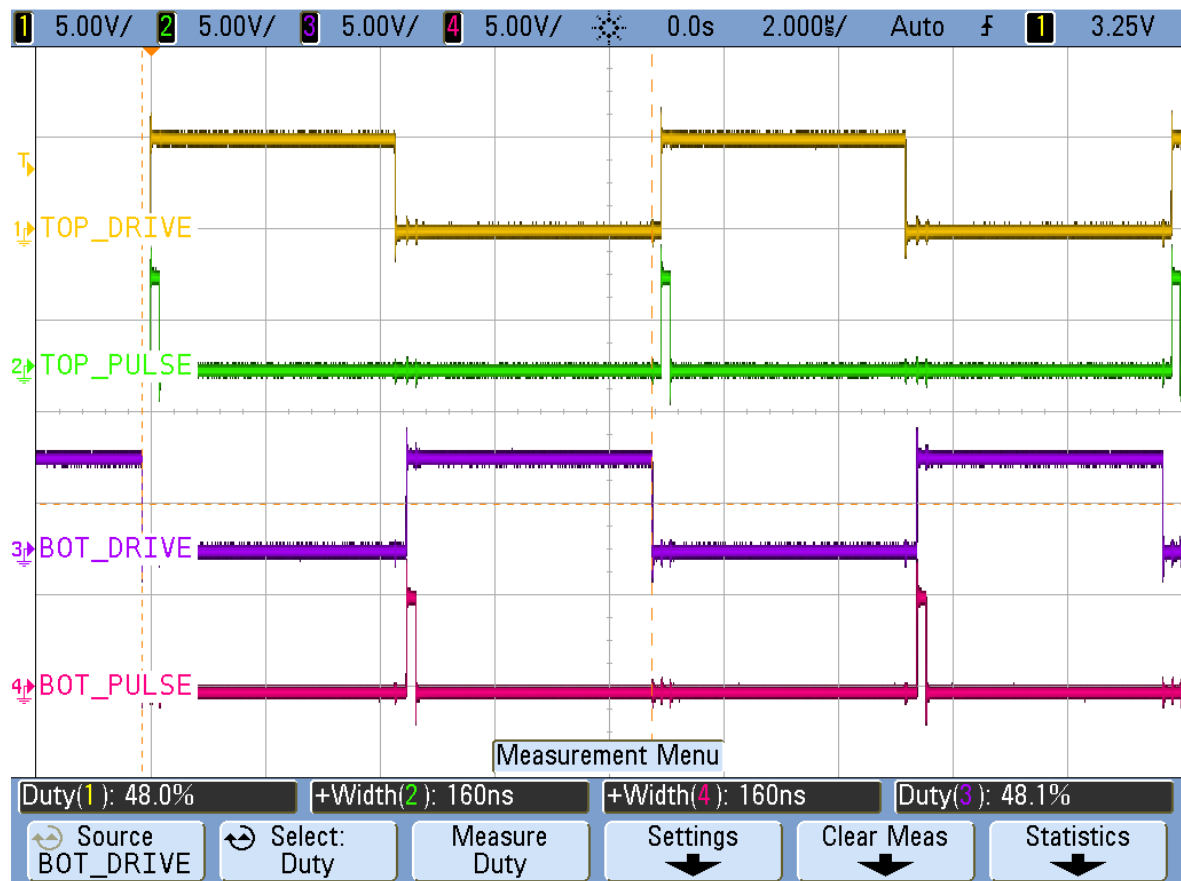 1 5.00V/ 2 5.00V/ 3 5.00V/ 4 5.00V/ 0.0s 2.000µs/ Auto 1 3.25V
T
1 TOP_DRIVE
2 TOP_PULSE
3 BOT_DRIVE
4 BOT_PULSE
Measurement Menu
Duty(1): 48.0% +Width(2): 160ns +Width(4): 160ns Duty(3): 48.1%
Source Select: Measure Settings Clear Meas Statistics
BOT_DRIVE Duty Duty